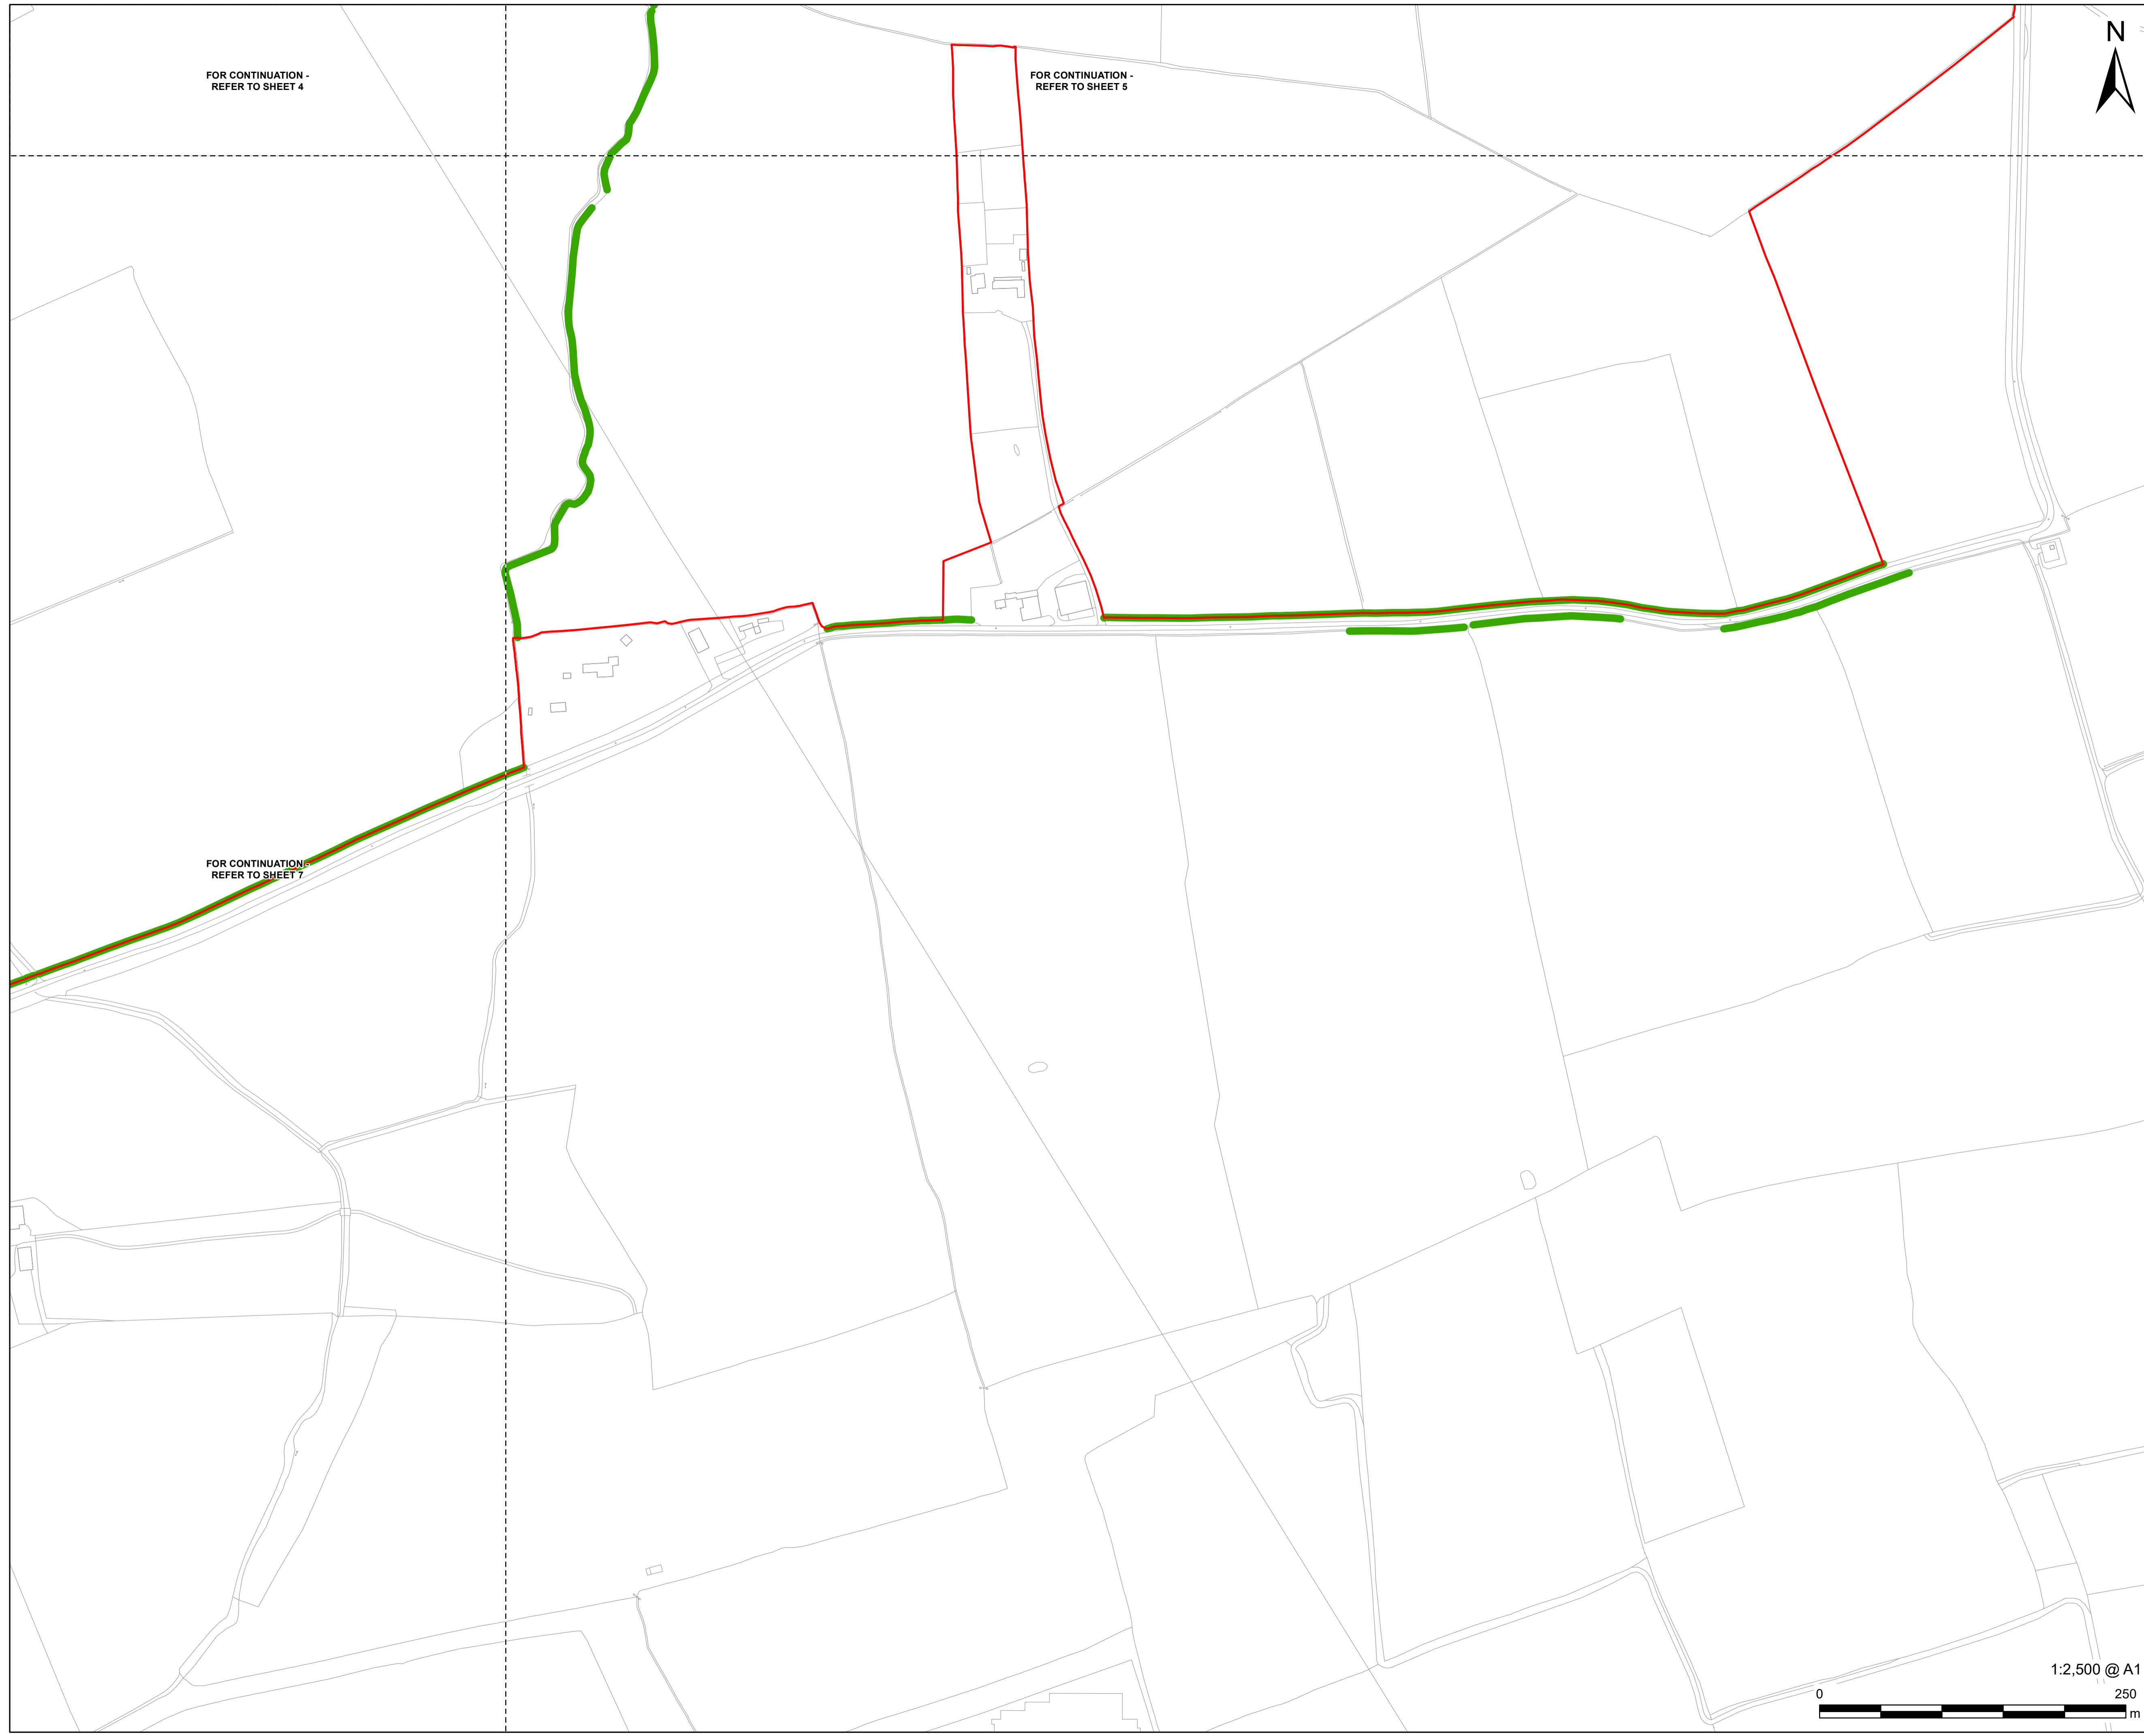 N
FOR CONTINUATION -
REFER TO SHEET 4
FOR CONTINUATION -
REFER TO SHEET 5
FOR CONTINUATION -
REFER TO SHEET 7
1:2,500 @ A1
0 250
m